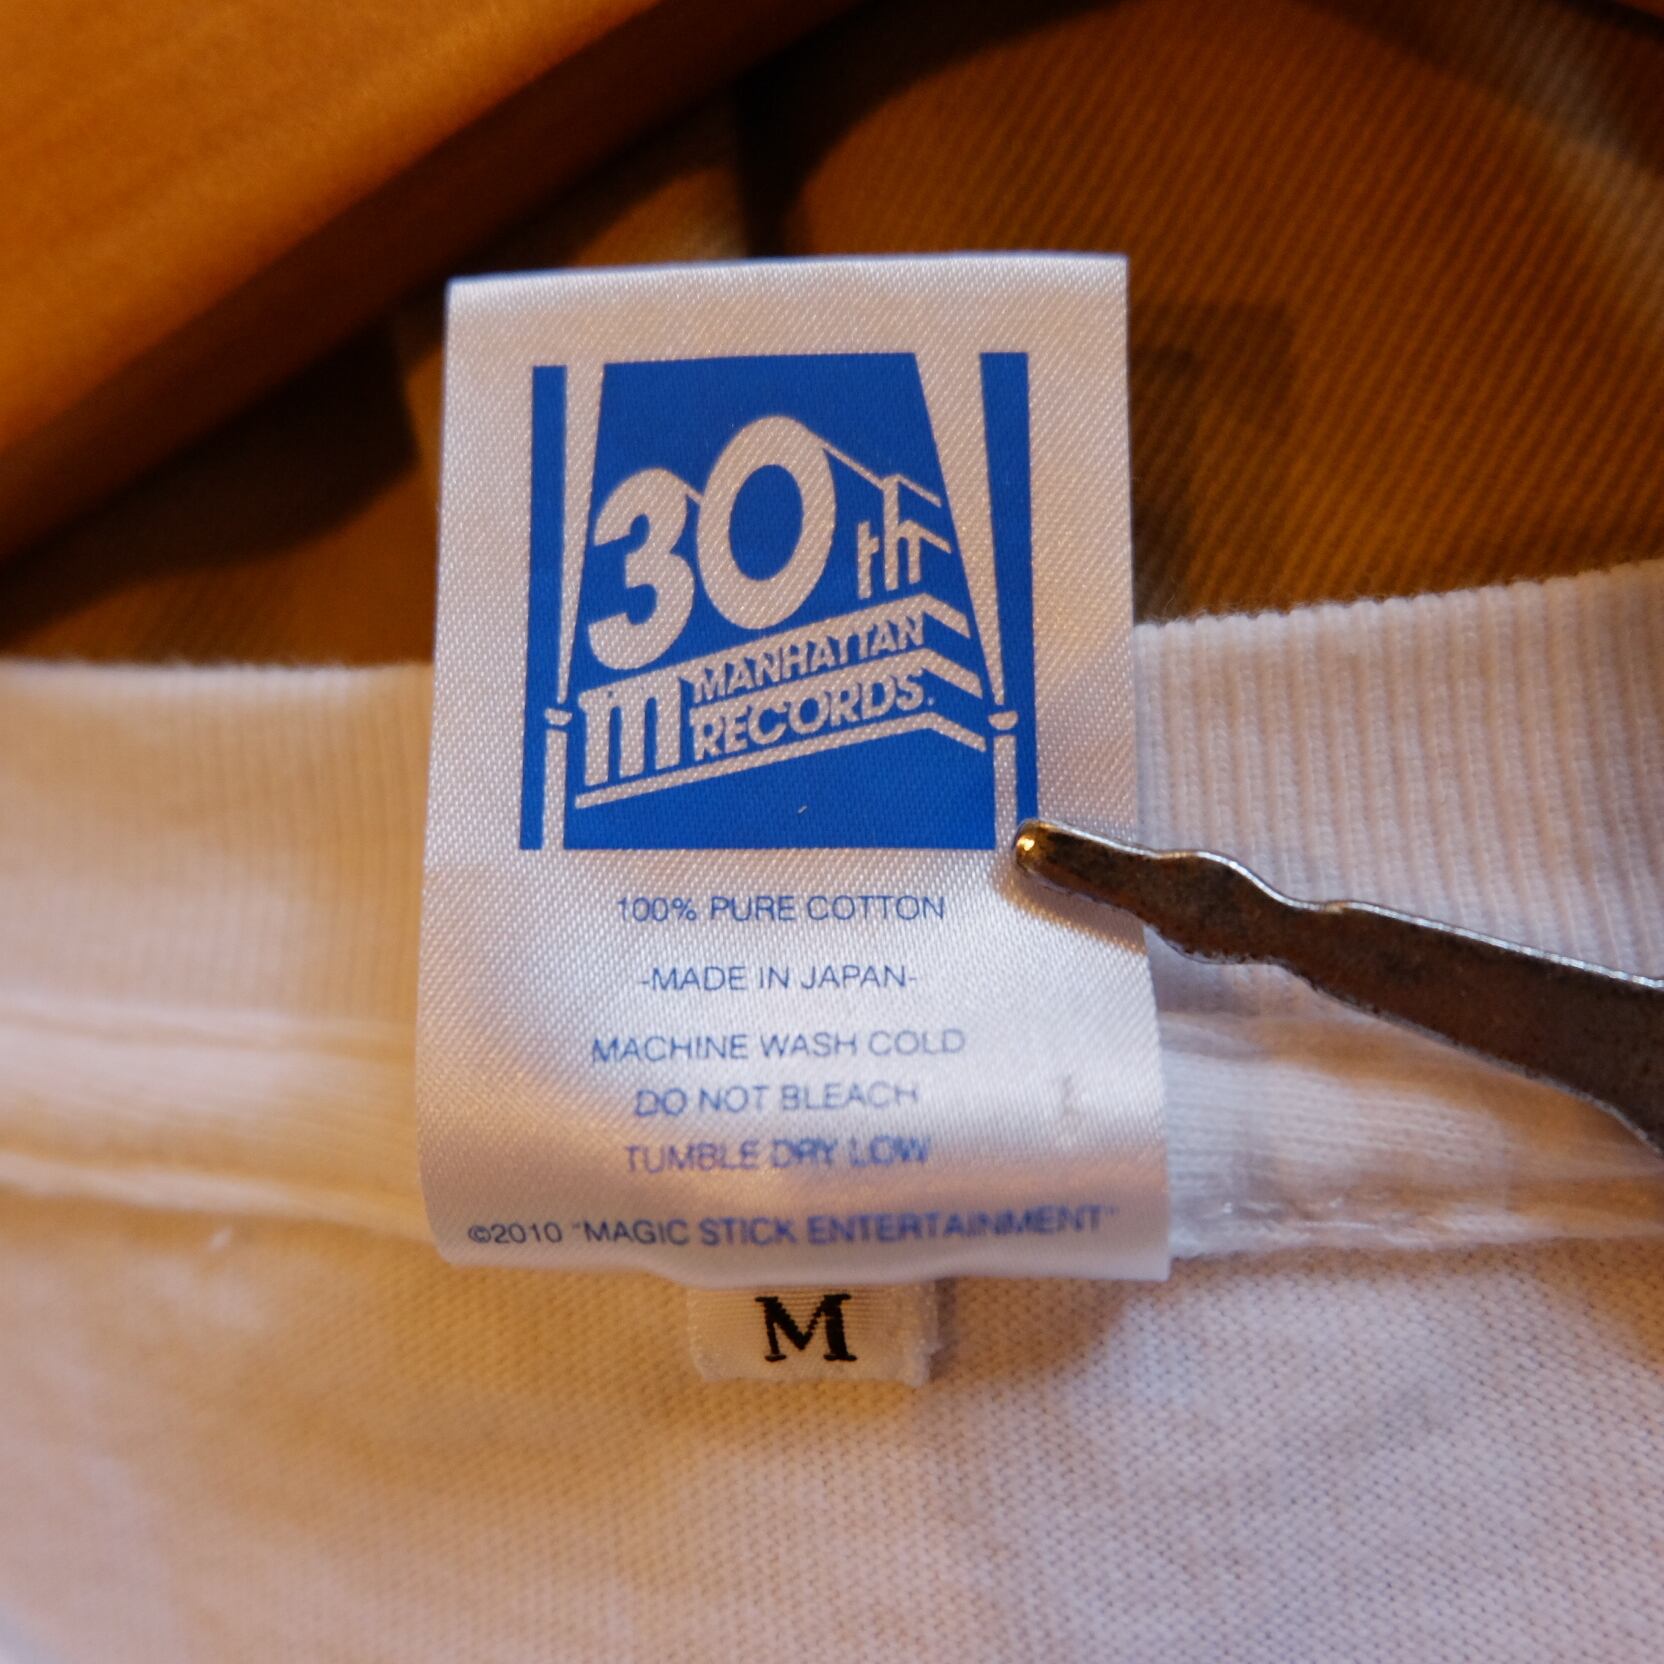 30th
m MANHATTAN
RECORDS.
100% PURE COTTON
-MADE IN JAPAN-
MACHINE WASH COLD
DO NOT BLEACH
TUMBLE DRY LOW
©2010 "MAGIC STICK ENTERTAINMENT"
M